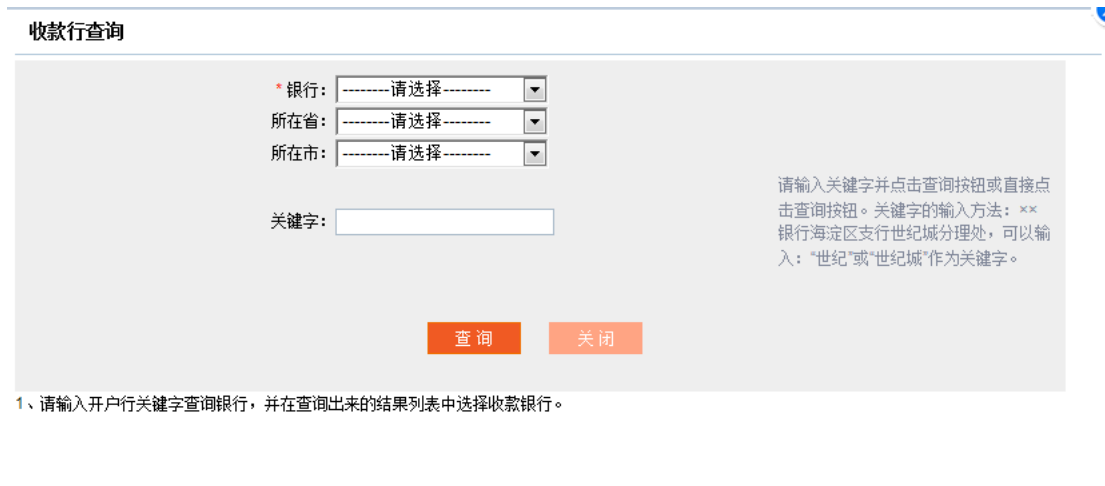 收款行查询
* 银行： --------请选择--------
所在省： --------请选择--------
所在市： --------请选择--------
关键字：
请输入关键字并点击查询按钮或直接点
击查询按钮。关键字的输入方法：××
银行海淀区支行世纪城分理处，可以输
入：“世纪”或“世纪城”作为关键字。
查 询 关 闭
1、请输入开户行关键字查询银行，并在查询出来的结果列表中选择收款银行。